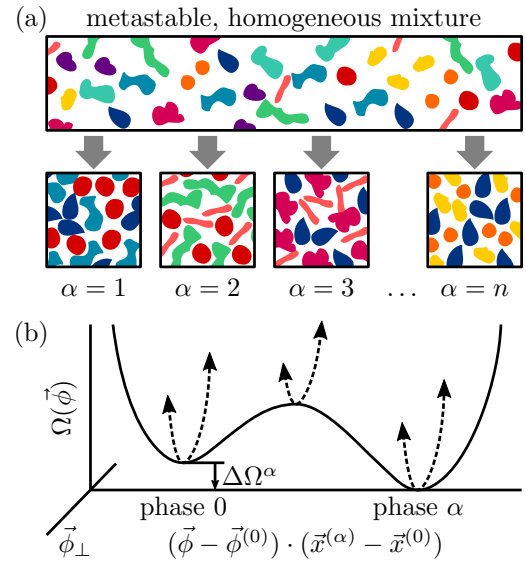 (a) metastable, homogeneous mixture
α = 1 α = 2 α = 3 ... α = n
(b)
Ω(ϕ⃗)
ΔΩ^α
phase 0 phase α
ϕ⃗_⊥ (ϕ⃗ − ϕ⃗^(0)) · (x⃗^(α) − x⃗^(0))